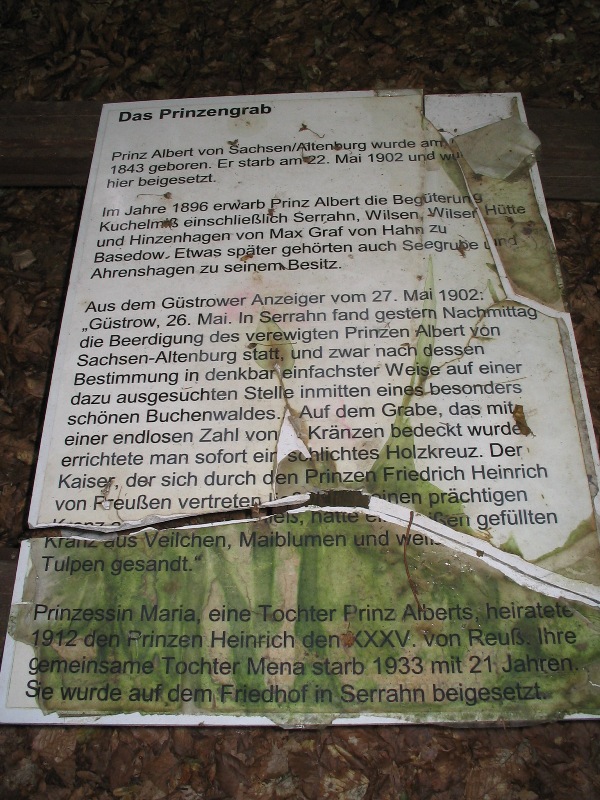 Das Prinzengrab
Prinz Albert von Sachsen/Altenburg wurde am
1843 geboren. Er starb am 22. Mai 1902 und
hier beigesetzt.
Im Jahre 1896 erwarb Prinz Albert die Begüterung
Kuchelmiß einschließlich Serrahn, Wilsen, Wilser Hütte
und Hinzenhagen von Max Graf von Hahn zu
Basedow. Etwas später gehörten auch Seegrube und
Ahrenshagen zu seinem Besitz.
Aus dem Güstrower Anzeiger vom 27. Mai 1902:
„Güstrow, 26. Mai. In Serrahn fand gestern Nachmittag
die Beerdigung des verewigten Prinzen Albert von
Sachsen-Altenburg statt, und zwar nach dessen
Bestimmung in denkbar einfachster Weise auf einer
dazu ausgesuchten Stelle inmitten eines besonders
schönen Buchenwaldes. Auf dem Grabe, das mit
einer endlosen Zahl von Kränzen bedeckt wurde,
errichtete man sofort ein schlichtes Holzkreuz. Der
Kaiser, der sich durch den Prinzen Friedrich Heinrich
von Preußen vertreten einen prächtigen
Kranz hatte gefüllten
Kranz aus Veilchen, Maiblumen und
Tulpen gesandt.“
Prinzessin Maria, eine Tochter Prinz Alberts, heiratete
1912 den Prinzen Heinrich den XXXV. von Reuß. Ihre
gemeinsame Tochter Mena starb 1933 mit 21 Jahren.
Sie wurde auf dem Friedhof in Serrahn beigesetzt.